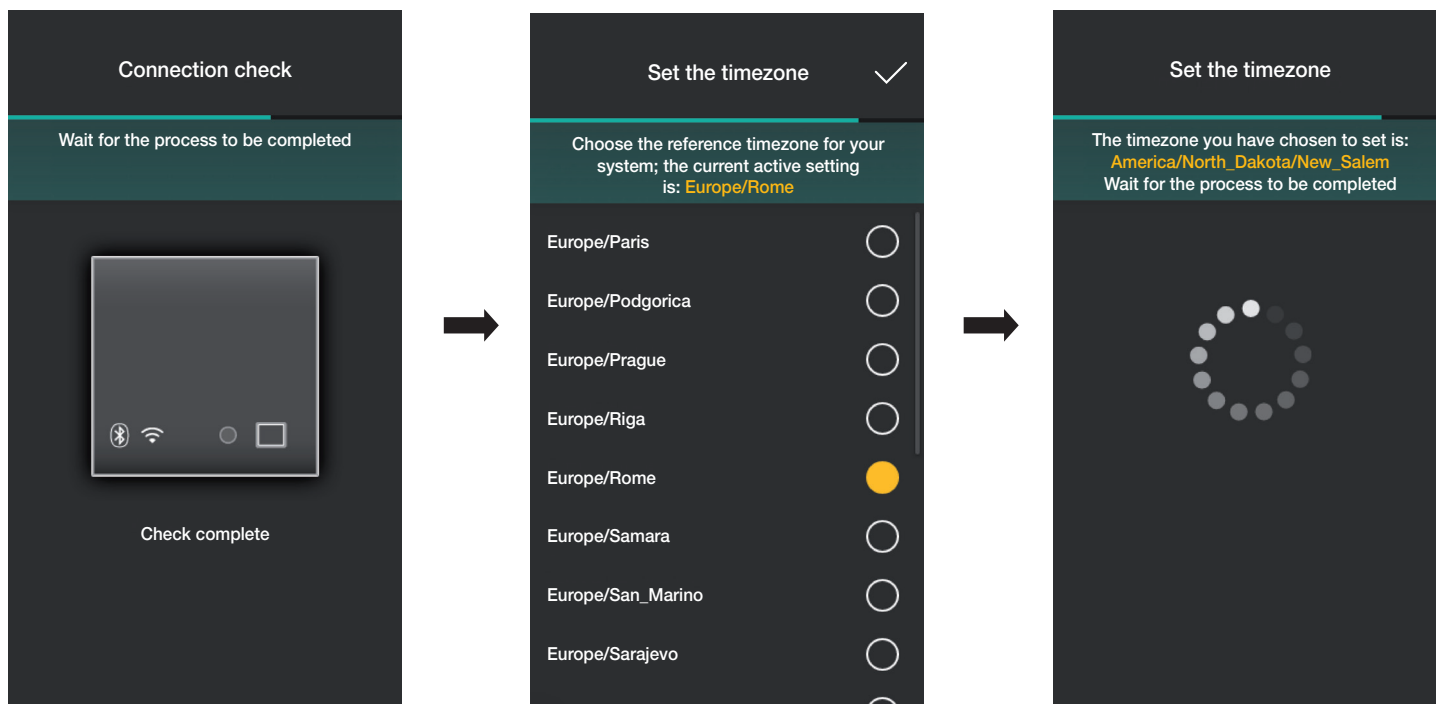 Connection check
Wait for the process to be completed
Check complete
Set the timezone
Choose the reference timezone for your
system; the current active setting
is: Europe/Rome
Europe/Paris
Europe/Podgorica
Europe/Prague
Europe/Riga
Europe/Rome
Europe/Samara
Europe/San_Marino
Europe/Sarajevo
Set the timezone
The timezone you have chosen to set is:
America/North_Dakota/New_Salem
Wait for the process to be completed